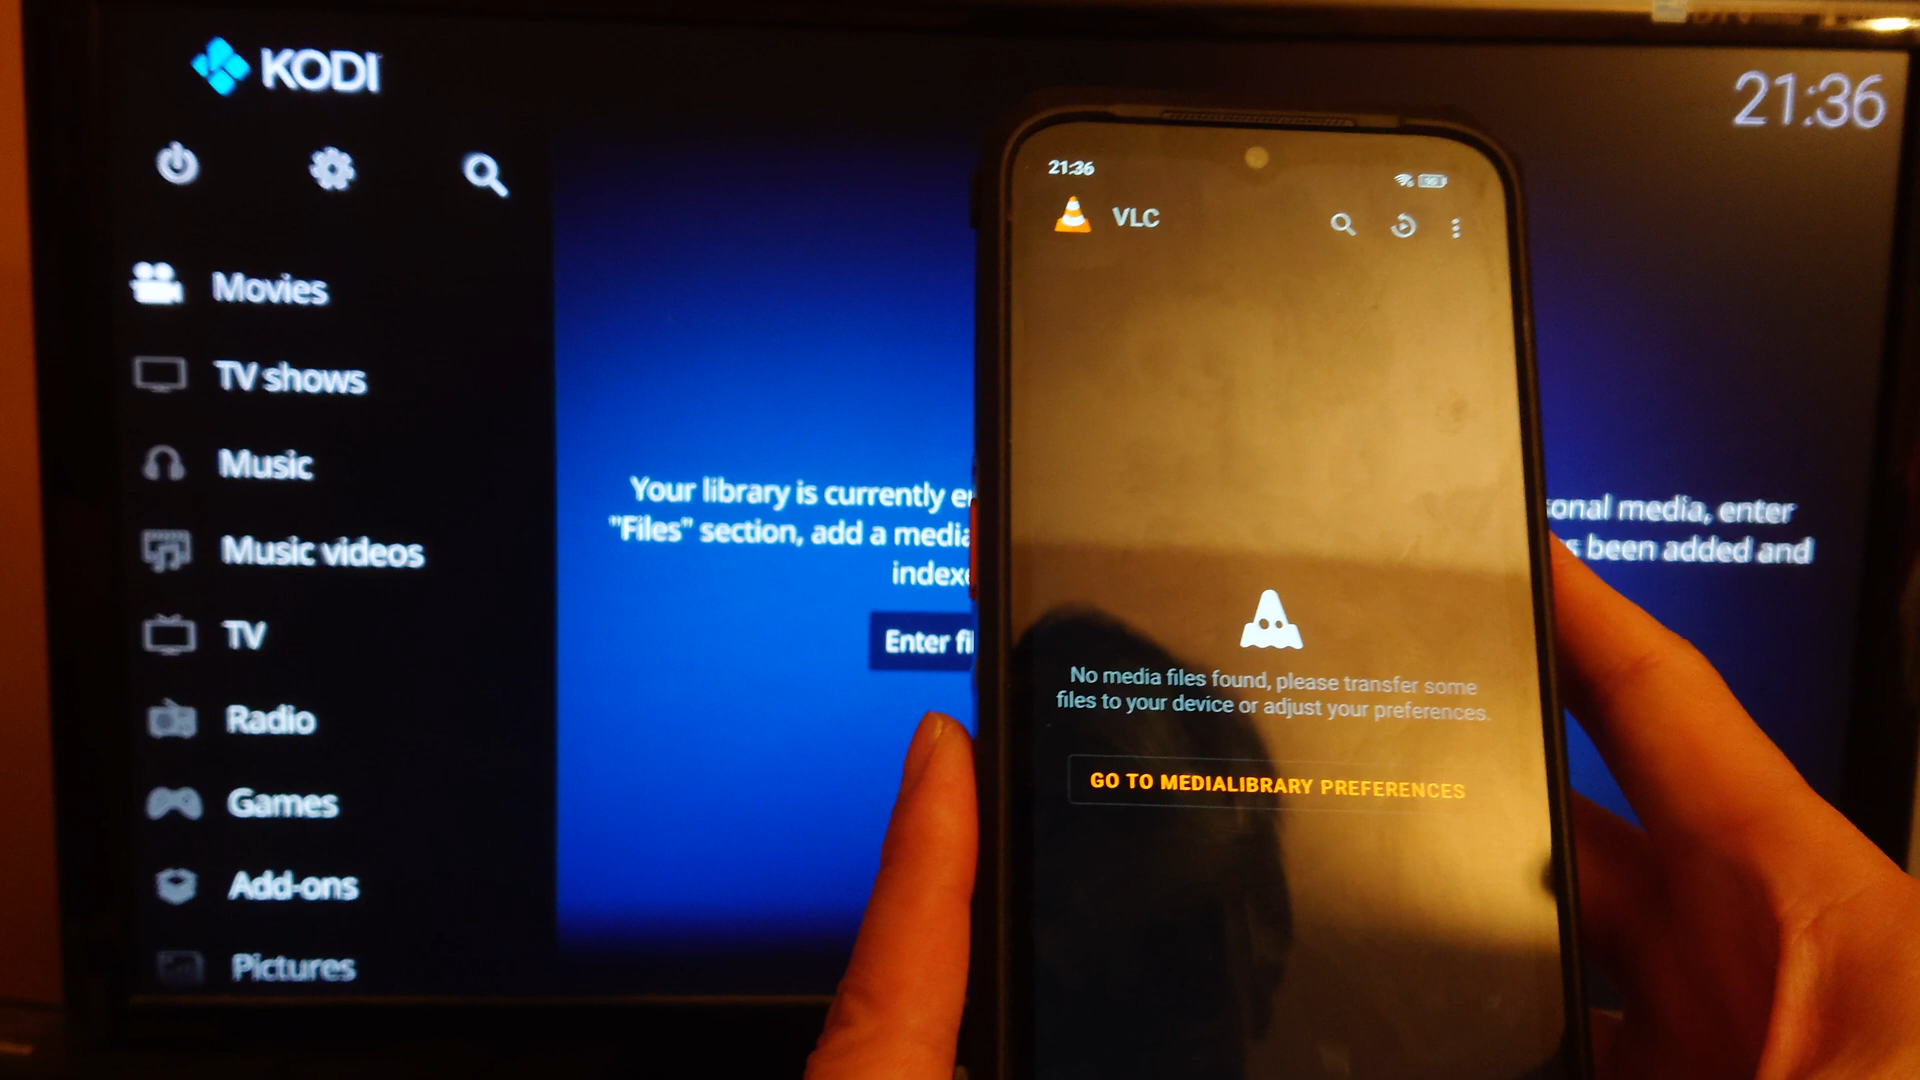 KODI
21:36
Movies
TV shows
Music
Music videos
TV
Radio
Games
Add-ons
Pictures
Your library is currently
"Files" section, add a media
Enter
sonal media, enter
been added and
21:36
VLC
No media files found, please transfer some
files to your device or adjust your preferences.
GO TO MEDIALIBRARY PREFERENCES